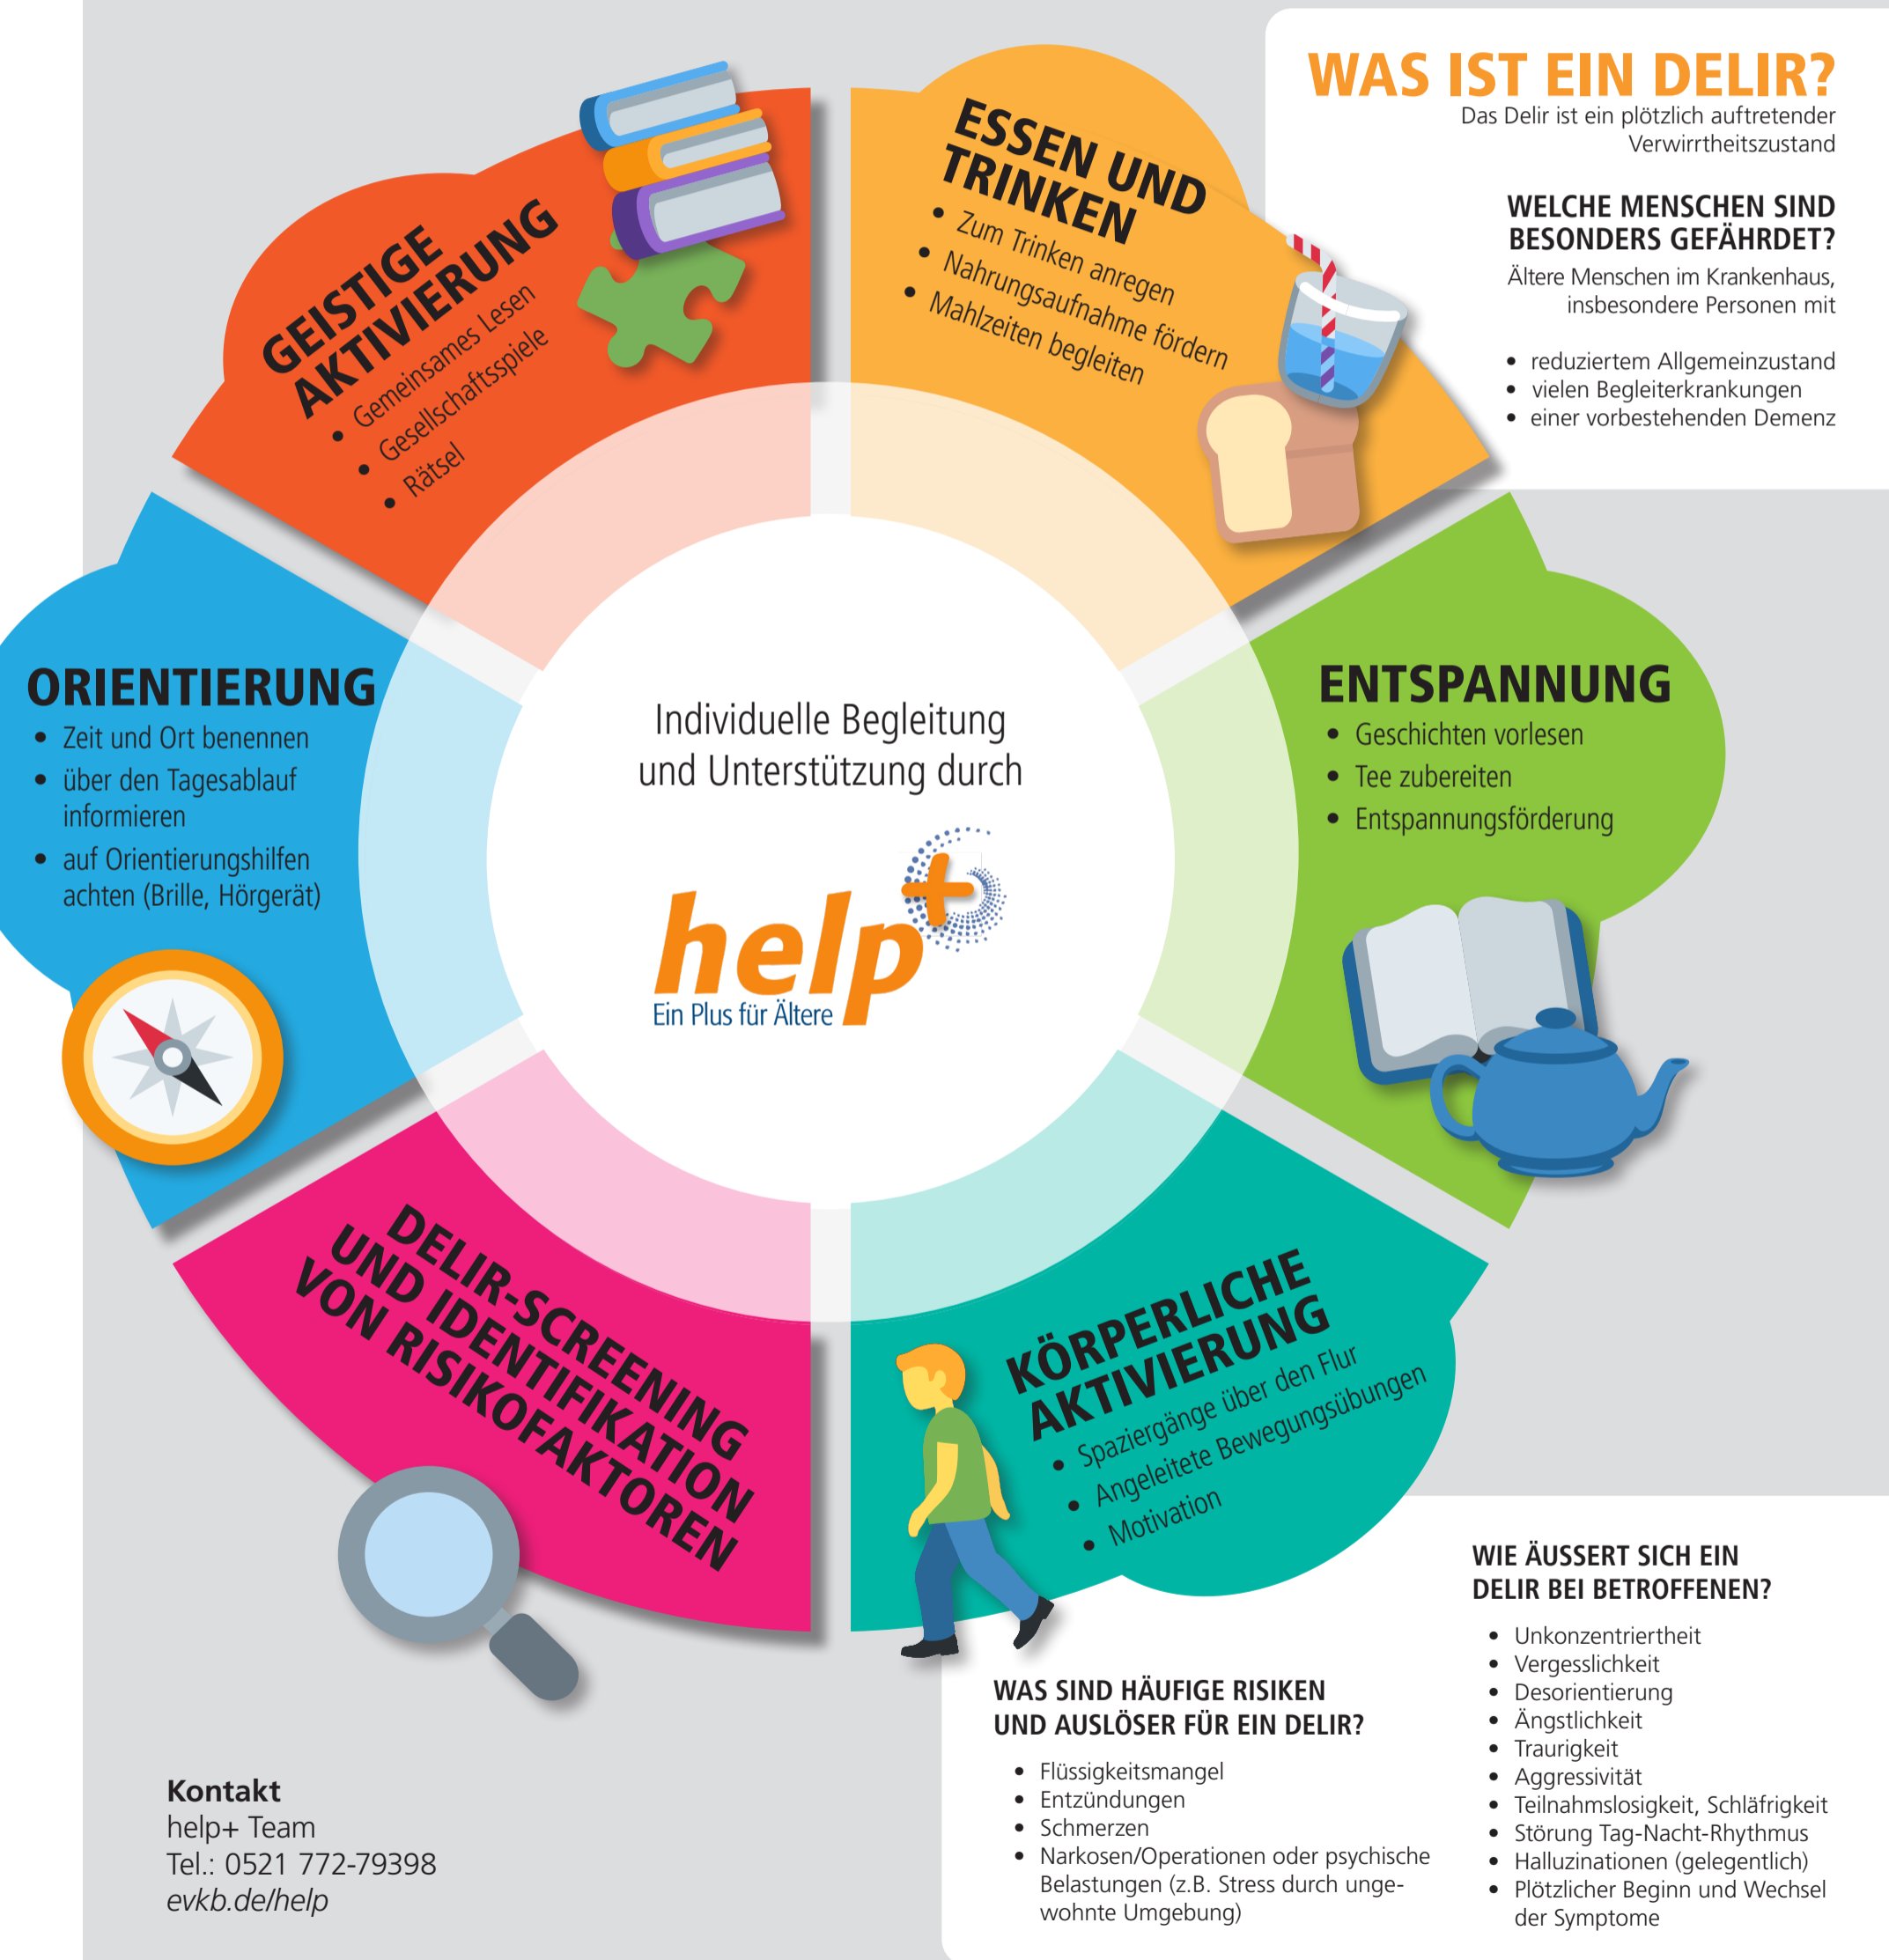 WAS IST EIN DELIR?
Das Delir ist ein plötzlich auftretender
Verwirrtheitszustand
WELCHE MENSCHEN SIND
BESONDERS GEFÄHRDET?
Ältere Menschen im Krankenhaus,
insbesondere Personen mit
• reduziertem Allgemeinzustand
• vielen Begleiterkrankungen
• einer vorbestehenden Demenz
GEISTIGE
AKTIVIERUNG
• Gemeinsames Lesen
• Gesellschaftsspiele
• Rätsel
ESSEN UND
TRINKEN
• Zum Trinken anregen
• Nahrungsaufnahme fördern
• Mahlzeiten begleiten
ORIENTIERUNG
• Zeit und Ort benennen
• über den Tagesablauf
informieren
• auf Orientierungshilfen
achten (Brille, Hörgerät)
Individuelle Begleitung
und Unterstützung durch
help+
Ein Plus für Ältere
ENTSPANNUNG
• Geschichten vorlesen
• Tee zubereiten
• Entspannungsförderung
DELIR-SCREENING
UND IDENTIFIKATION
VON RISIKOFAKTOREN
KÖRPERLICHE
AKTIVIERUNG
• Spaziergänge über den Flur
• Angeleitete Bewegungsübungen
• Motivation
WAS SIND HÄUFIGE RISIKEN
UND AUSLÖSER FÜR EIN DELIR?
• Flüssigkeitsmangel
• Entzündungen
• Schmerzen
• Narkosen/Operationen oder psychische
Belastungen (z.B. Stress durch unge-
wohnte Umgebung)
WIE ÄUSSERT SICH EIN
DELIR BEI BETROFFENEN?
• Unkonzentriertheit
• Vergesslichkeit
• Desorientierung
• Ängstlichkeit
• Traurigkeit
• Aggressivität
• Teilnahmslosigkeit, Schläfrigkeit
• Störung Tag-Nacht-Rhythmus
• Halluzinationen (gelegentlich)
• Plötzlicher Beginn und Wechsel
der Symptome
Kontakt
help+ Team
Tel.: 0521 772-79398
evkb.de/help